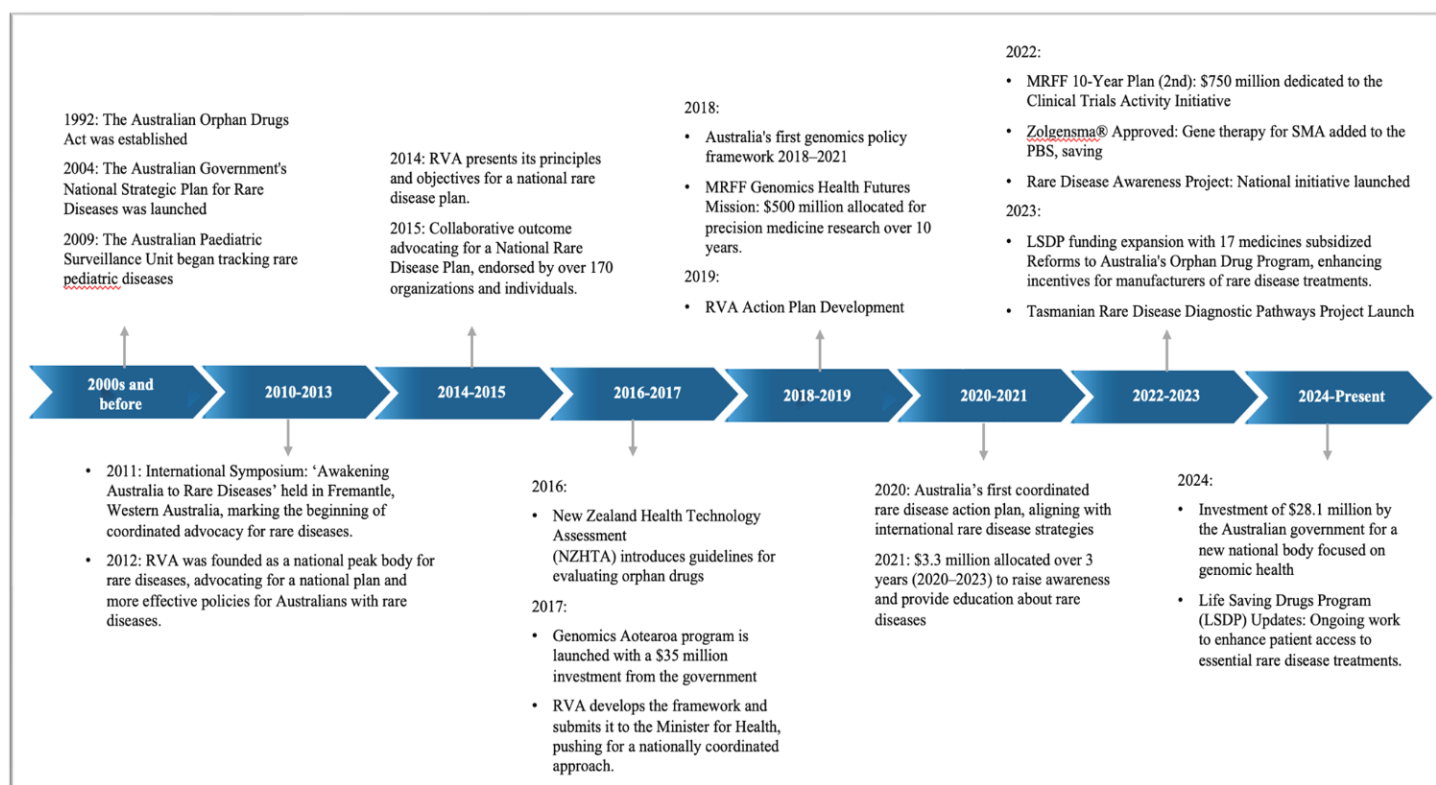 1992: The Australian Orphan Drugs
Act was established
2004: The Australian Government's
National Strategic Plan for Rare
Diseases was launched
2009: The Australian Paediatric
Surveillance Unit began tracking rare
pediatric diseases
2014: RVA presents its principles
and objectives for a national rare
disease plan.
2015: Collaborative outcome
advocating for a National Rare
Disease Plan, endorsed by over 170
organizations and individuals.
2018:
• Australia's first genomics policy
framework 2018–2021
• MRFF Genomics Health Futures
Mission: $500 million allocated for
precision medicine research over 10
years.
2019:
• RVA Action Plan Development
2022:
• MRFF 10-Year Plan (2nd): $750 million dedicated to the
Clinical Trials Activity Initiative
• Zolgensma® Approved: Gene therapy for SMA added to the
PBS, saving
• Rare Disease Awareness Project: National initiative launched
2023:
• LSDP funding expansion with 17 medicines subsidized
Reforms to Australia's Orphan Drug Program, enhancing
incentives for manufacturers of rare disease treatments.
• Tasmanian Rare Disease Diagnostic Pathways Project Launch
2000s and
before
2010-2013
2014-2015
2016-2017
2018-2019
2020-2021
2022-2023
2024-Present
• 2011: International Symposium: ‘Awakening
Australia to Rare Diseases’ held in Fremantle,
Western Australia, marking the beginning of
coordinated advocacy for rare diseases.
• 2012: RVA was founded as a national peak body for
rare diseases, advocating for a national plan and
more effective policies for Australians with rare
diseases.
2016:
• New Zealand Health Technology
Assessment
(NZHTA) introduces guidelines for
evaluating orphan drugs
2017:
• Genomics Aotearoa program is
launched with a $35 million
investment from the government
• RVA develops the framework and
submits it to the Minister for Health,
pushing for a nationally coordinated
approach.
2020: Australia’s first coordinated
rare disease action plan, aligning with
international rare disease strategies
2021: $3.3 million allocated over 3
years (2020–2023) to raise awareness
and provide education about rare
diseases
2024:
• Investment of $28.1 million by
the Australian government for a
new national body focused on
genomic health
• Life Saving Drugs Program
(LSDP) Updates: Ongoing work
to enhance patient access to
essential rare disease treatments.